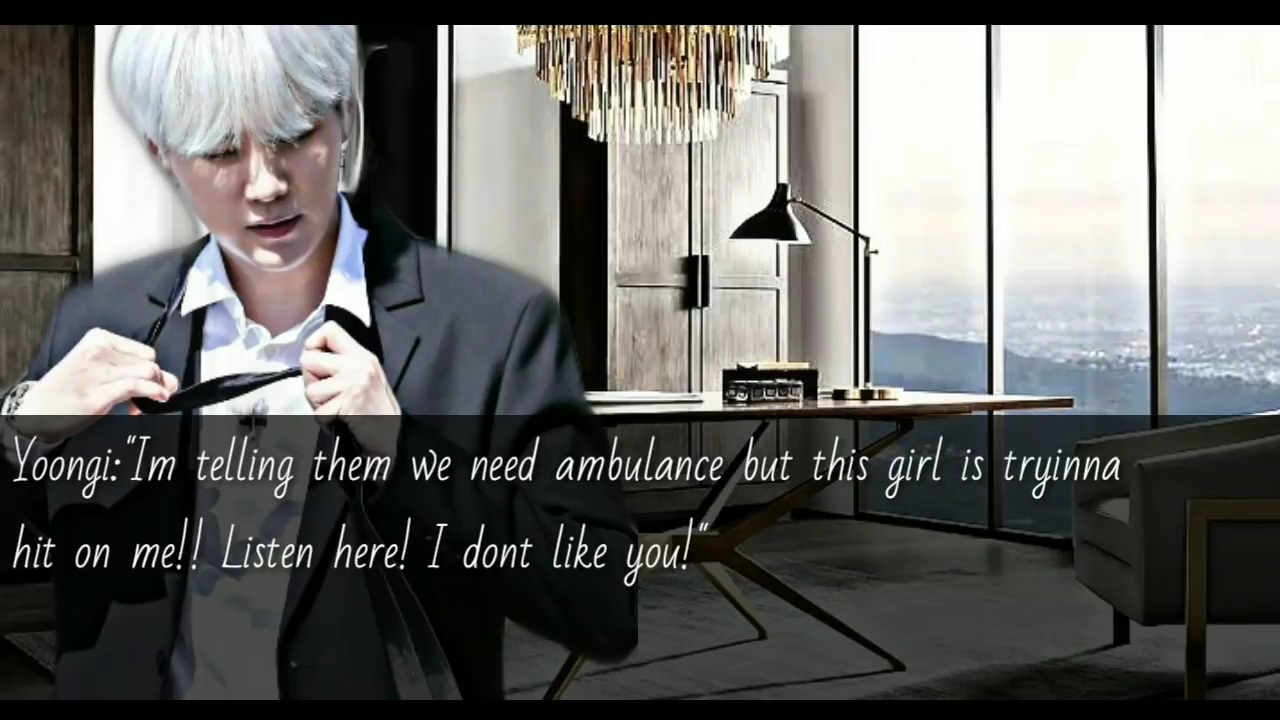 Yoongi:"Im telling them we need ambulance but this girl is tryinna
hit on me!! Listen here! I dont like you!"